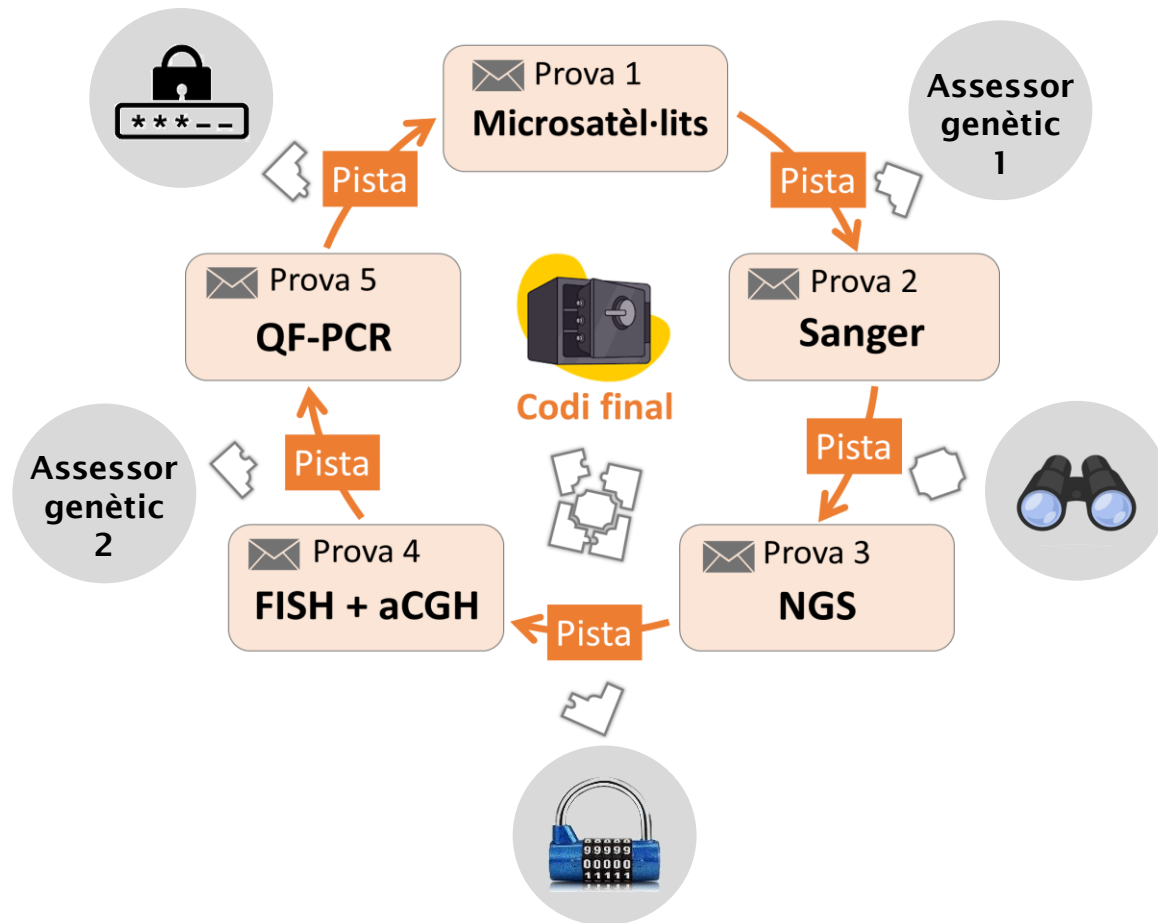 Prova 1
Microsatèl·lits
Assessor
genètic
1
***--
Pista
Pista
Prova 5
QF-PCR
Prova 2
Sanger
Codi final
Pista
Pista
Assessor
genètic
2
Prova 4
FISH + aCGH
Prova 3
NGS
Pista
99999
00000
11111